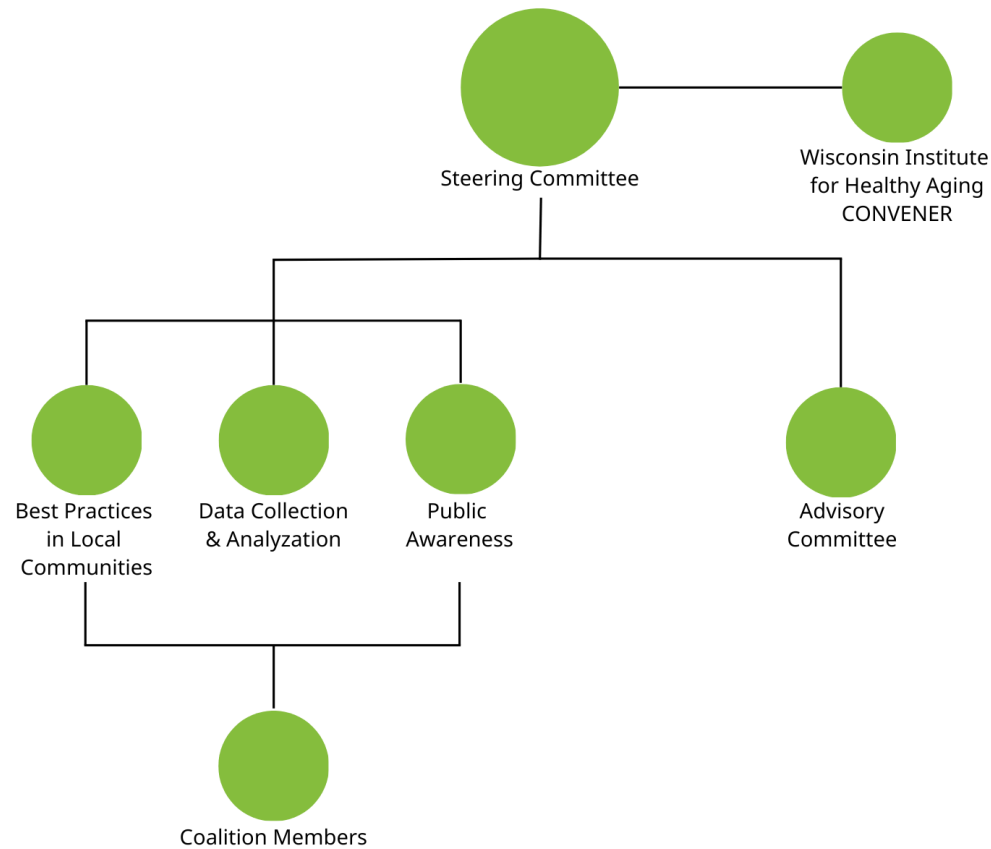 Steering Committee
Wisconsin Institute
for Healthy Aging
CONVENER
Best Practices
in Local
Communities
Data Collection
& Analyzation
Public
Awareness
Advisory
Committee
Coalition Members